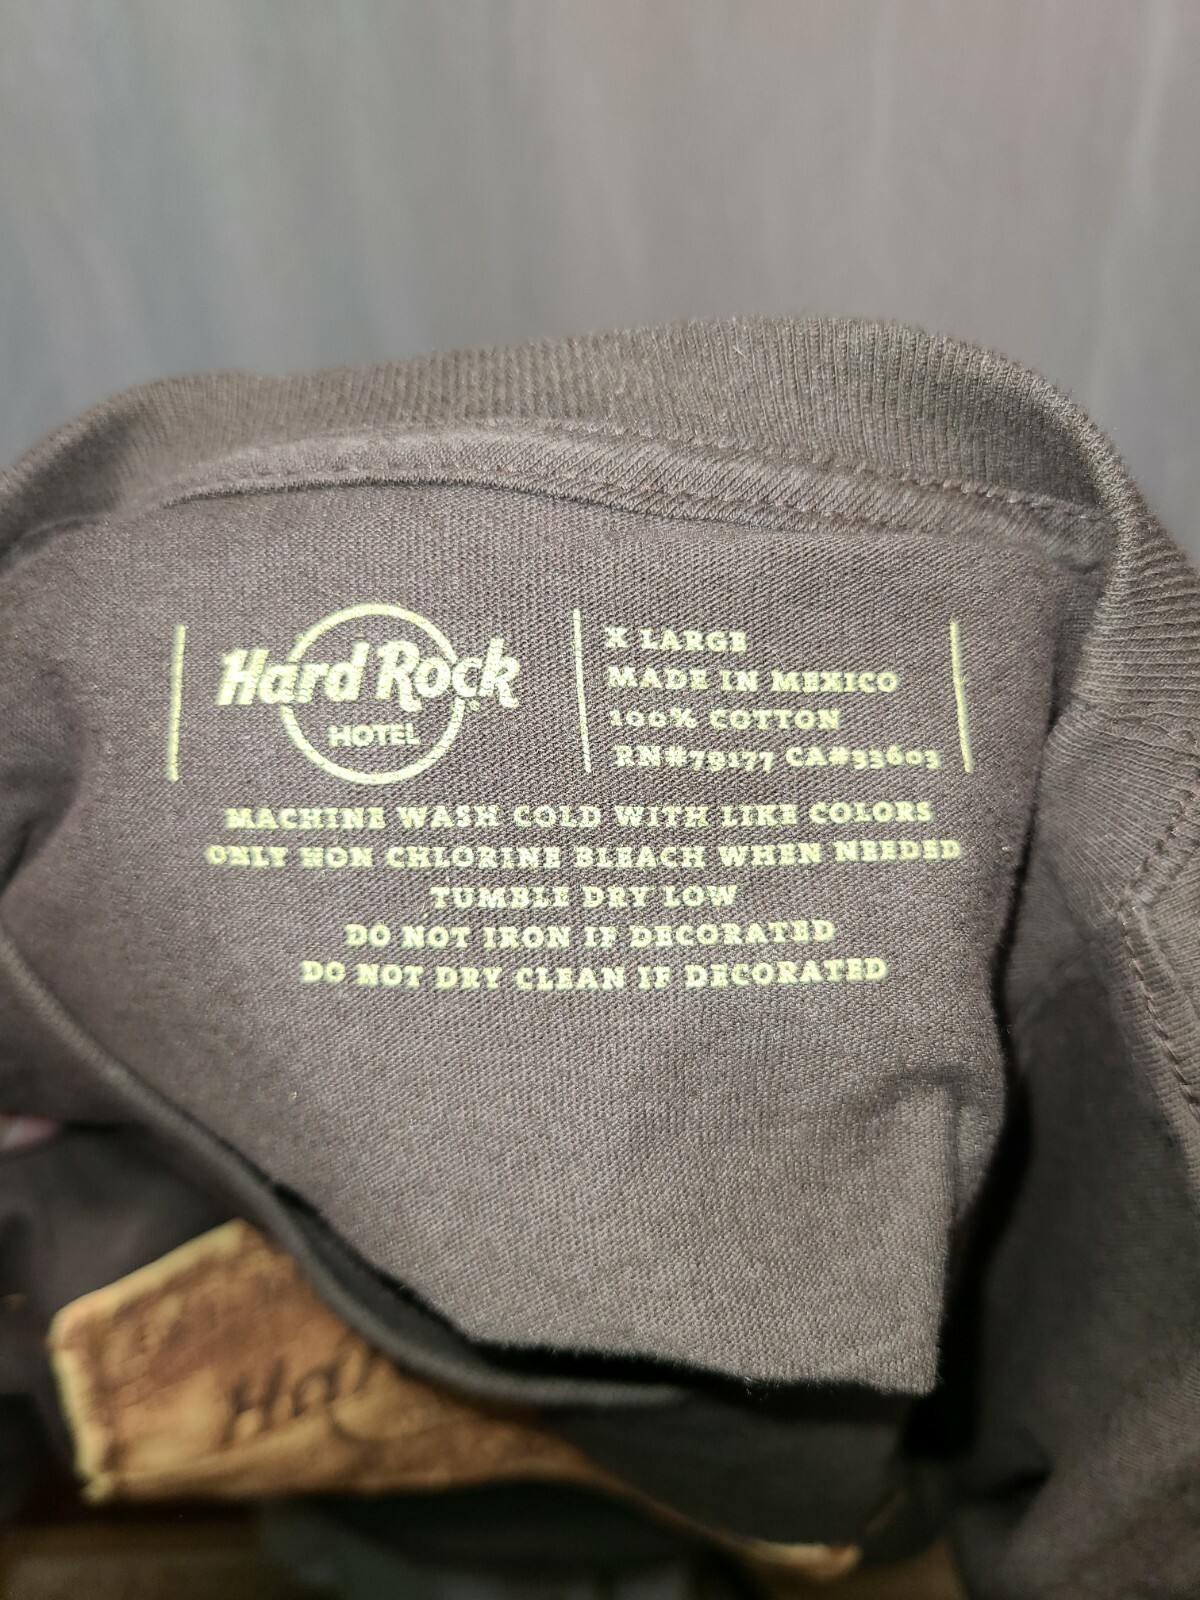 Hard Rock
HOTEL
X LARGE
MADE IN MEXICO
100% COTTON
RN#79177 CA#33603
MACHINE WASH COLD WITH LIKE COLORS
ONLY NON CHLORINE BLEACH WHEN NEEDED
TUMBLE DRY LOW
DO NOT IRON IF DECORATED
DO NOT DRY CLEAN IF DECORATED